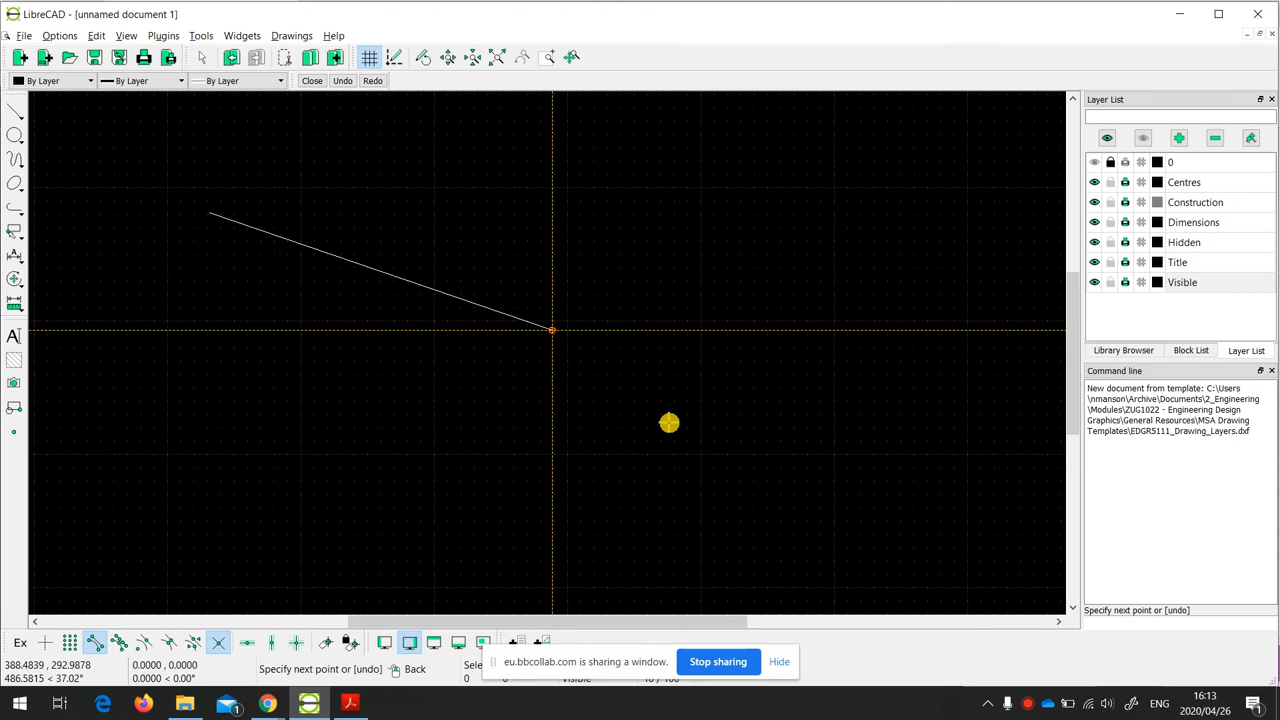 LibreCAD - [unnamed document 1]
File Options Edit View Plugins Tools Widgets Drawings Help
By Layer By Layer By Layer Close Undo Redo
Layer List
0
Centres
Construction
Dimensions
Hidden
Title
Visible
Library Browser Block List Layer List
Command line
New document from template: C:\Users
\nmanson\Archive\Documents\2_Engineering
\Modules\ZUG1022 - Engineering Design
Graphics\General Resources\MSA Drawing
Templates\EDGR5111_Drawing_Layers.dxf
Specify next point or [undo]
Ex
eu.bbcollab.com is sharing a window. Stop sharing Hide
388.4839, 292.9878 0.0000 , 0.0000 Specify next point or [undo] Back
486.5815 < 37.02° 0.0000 < 0.00° 0
1
ENG
16:13
2020/04/26